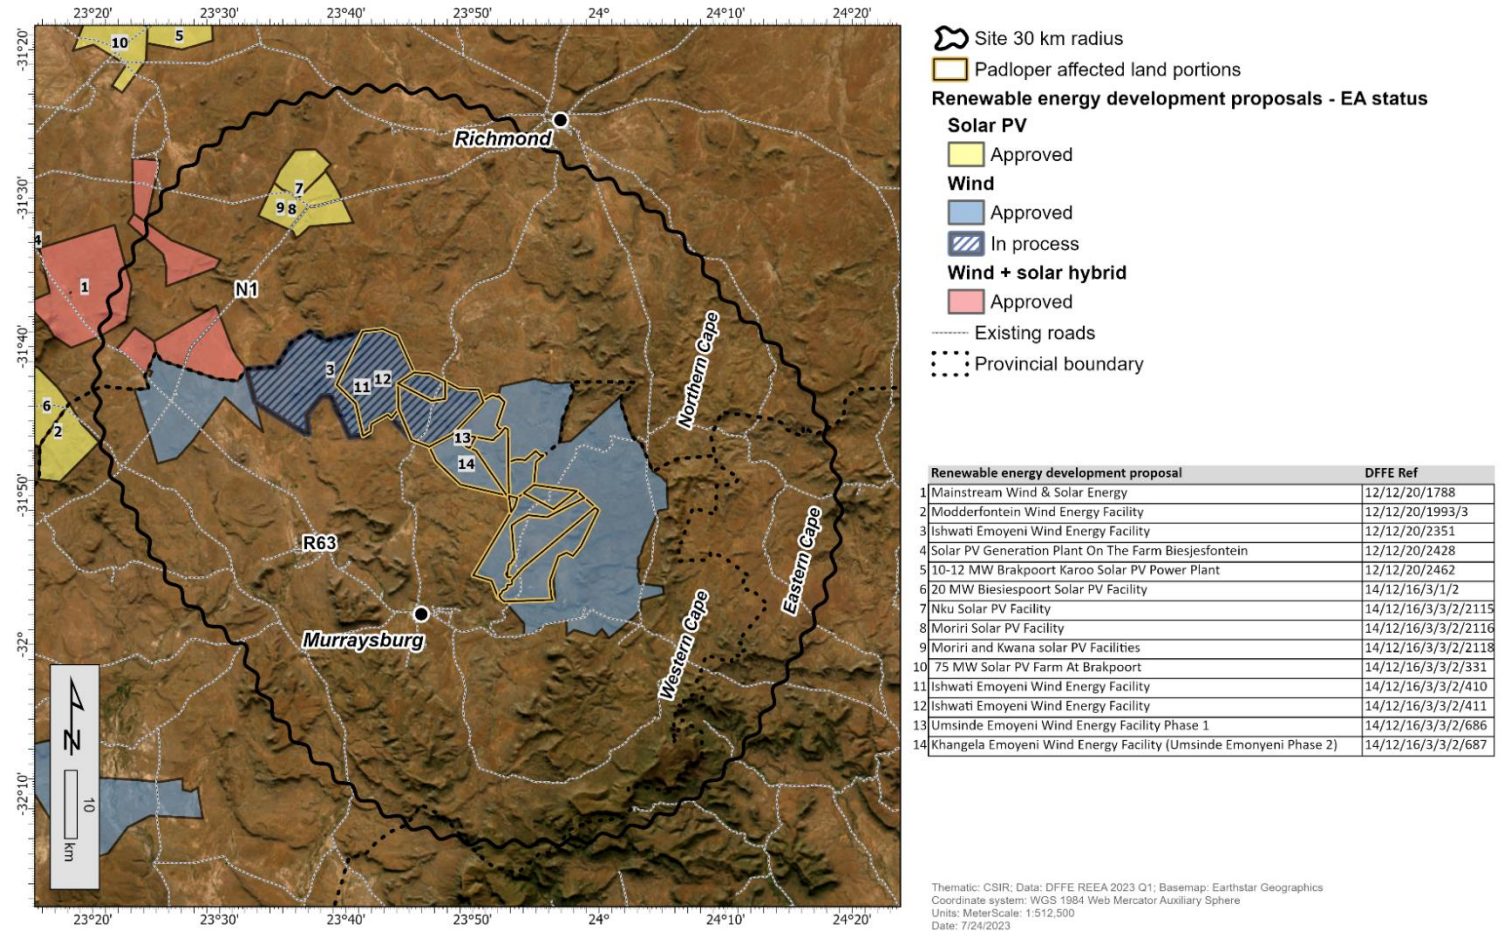 23°20' 23°30' 23°40' 23°50' 24° 24°10' 24°20'
-31°20'
-31°30'
-31°40'
-31°50'
-32°
-32°10'
10
5
Richmond
7
9 8
4
1
N1
3
11 12
6
2
13
14
Northern Cape
R63
Murraysburg
Eastern Cape
Western Cape
N
10
km
23°20' 23°30' 23°40' 23°50' 24° 24°10' 24°20'
Site 30 km radius
Padloper affected land portions
Renewable energy development proposals - EA status
Solar PV
Approved
Wind
Approved
In process
Wind + solar hybrid
Approved
Existing roads
Provincial boundary
Renewable energy development proposal DFFE Ref
1 Mainstream Wind & Solar Energy 12/12/20/1788
2 Modderfontein Wind Energy Facility 12/12/20/1993/3
3 Ishwati Emoyeni Wind Energy Facility 12/12/20/2351
4 Solar PV Generation Plant On The Farm Biesjesfontein 12/12/20/2428
5 10-12 MW Brakpoort Karoo Solar PV Power Plant 12/12/20/2462
6 20 MW Biesiespoort Solar PV Facility 14/12/16/3/1/2
7 Nku Solar PV Facility 14/12/16/3/3/2/2115
8 Moriri Solar PV Facility 14/12/16/3/3/2/2116
9 Moriri and Kwana solar PV Facilities 14/12/16/3/3/2/2118
10 75 MW Solar PV Farm At Brakpoort 14/12/16/3/3/2/331
11 Ishwati Emoyeni Wind Energy Facility 14/12/16/3/3/2/410
12 Ishwati Emoyeni Wind Energy Facility 14/12/16/3/3/2/411
13 Umsinde Emoyeni Wind Energy Facility Phase 1 14/12/16/3/3/2/686
14 Khangela Emoyeni Wind Energy Facility (Umsinde Emonyeni Phase 2) 14/12/16/3/3/2/687
Thematic: CSIR; Data: DFFE REEA 2023 Q1; Basemap: Earthstar Geographics
Coordinate system: WGS 1984 Web Mercator Auxiliary Sphere
Units: MeterScale: 1:512,500
Date: 7/24/2023